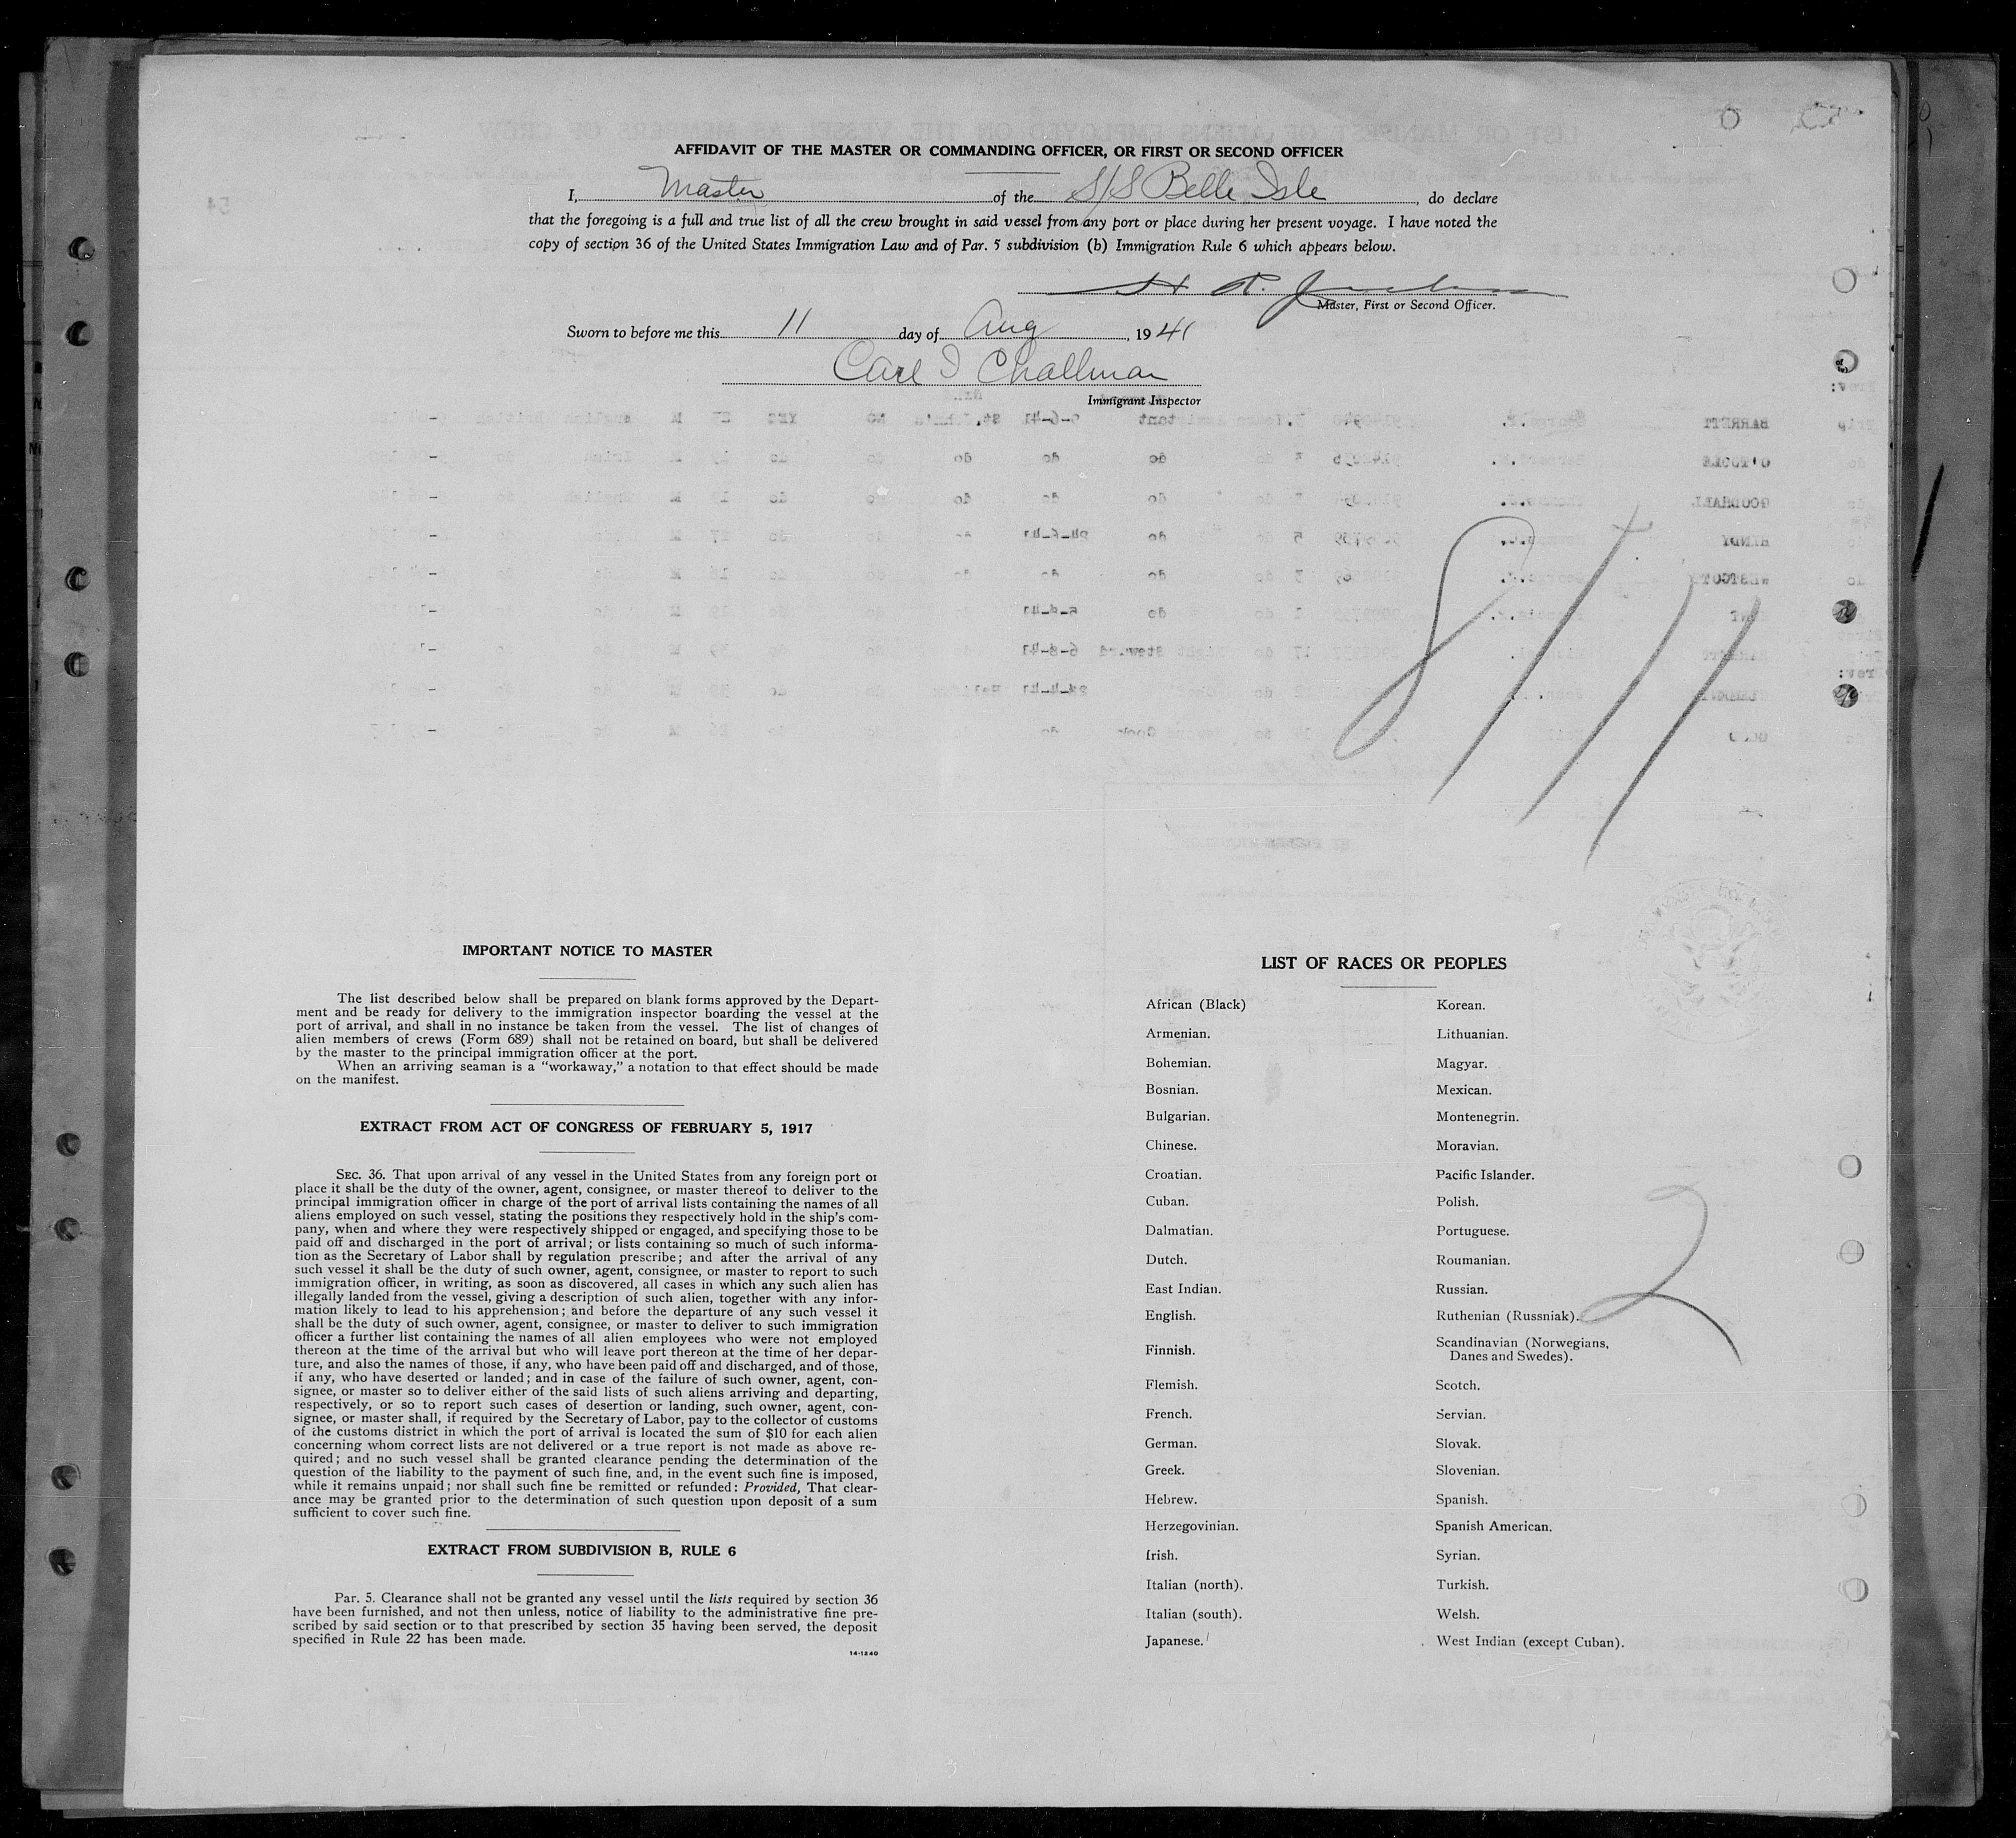 AFFIDAVIT OF THE MASTER OR COMMANDING OFFICER, OR FIRST OR SECOND OFFICER
I, Master of the S/S Belle Isle, do declare
that the foregoing is a full and true list of all the crew brought in said vessel from any port or place during her present voyage. I have noted the
copy of section 36 of the United States Immigration Law and of Par. 5 subdivision (b) Immigration Rule 6 which appears below.
Master, First or Second Officer.
Sworn to before me this 11 day of Aug, 1941
Carl I Challman
Immigrant Inspector
8/11
IMPORTANT NOTICE TO MASTER
The list described below shall be prepared on blank forms approved by the Depart-
ment and be ready for delivery to the immigration inspector boarding the vessel at the
port of arrival, and shall in no instance be taken from the vessel. The list of changes of
alien members of crews (Form 689) shall not be retained on board, but shall be delivered
by the master to the principal immigration officer at the port.
When an arriving seaman is a "workaway," a notation to that effect should be made
on the manifest.
EXTRACT FROM ACT OF CONGRESS OF FEBRUARY 5, 1917
SEC. 36. That upon arrival of any vessel in the United States from any foreign port or
place it shall be the duty of the owner, agent, consignee, or master thereof to deliver to the
principal immigration officer in charge of the port of arrival lists containing the names of all
aliens employed on such vessel, stating the positions they respectively hold in the ship's com-
pany, when and where they were respectively shipped or engaged, and specifying those to be
paid off and discharged in the port of arrival; or lists containing so much of such informa-
tion as the Secretary of Labor shall by regulation prescribe; and after the arrival of any
such vessel it shall be the duty of such owner, agent, consignee, or master to report to such
immigration officer, in writing, as soon as discovered, all cases in which any such alien has
illegally landed from the vessel, giving a description of such alien, together with any infor-
mation likely to lead to his apprehension; and before the departure of any such vessel it
shall be the duty of such owner, agent, consignee, or master to deliver to such immigration
officer a further list containing the names of all alien employees who were not employed
thereon at the time of the arrival but who will leave port thereon at the time of her depar-
ture, and also the names of those, if any, who have been paid off and discharged, and of those,
if any, who have deserted or landed; and in case of the failure of such owner, agent, con-
signee, or master so to deliver either of the said lists of such aliens arriving and departing,
respectively, or so to report such cases of desertion or landing, such owner, agent, con-
signee, or master shall, if required by the Secretary of Labor, pay to the collector of customs
of the customs district in which the port of arrival is located the sum of $10 for each alien
concerning whom correct lists are not delivered or a true report is not made as above re-
quired; and no such vessel shall be granted clearance pending the determination of the
question of the liability to the payment of such fine, and, in the event such fine is imposed,
while it remains unpaid; nor shall such fine be remitted or refunded: Provided, That clear-
ance may be granted prior to the determination of such question upon deposit of a sum
sufficient to cover such fine.
EXTRACT FROM SUBDIVISION B, RULE 6
Par. 5. Clearance shall not be granted any vessel until the lists required by section 36
have been furnished, and not then unless, notice of liability to the administrative fine pre-
scribed by said section or to that prescribed by section 35 having been served, the deposit
specified in Rule 22 has been made.
14-1240
LIST OF RACES OR PEOPLES
African (Black)
Armenian.
Bohemian.
Bosnian.
Bulgarian.
Chinese.
Croatian.
Cuban.
Dalmatian.
Dutch.
East Indian.
English.
Finnish.
Flemish.
French.
German.
Greek.
Hebrew.
Herzegovinian.
Irish.
Italian (north).
Italian (south).
Japanese.
Korean.
Lithuanian.
Magyar.
Mexican.
Montenegrin.
Moravian.
Pacific Islander.
Polish.
Portuguese.
Roumanian.
Russian.
Ruthenian (Russniak).
Scandinavian (Norwegians,
Danes and Swedes).
Scotch.
Servian.
Slovak.
Slovenian.
Spanish.
Spanish American.
Syrian.
Turkish.
Welsh.
West Indian (except Cuban).
2